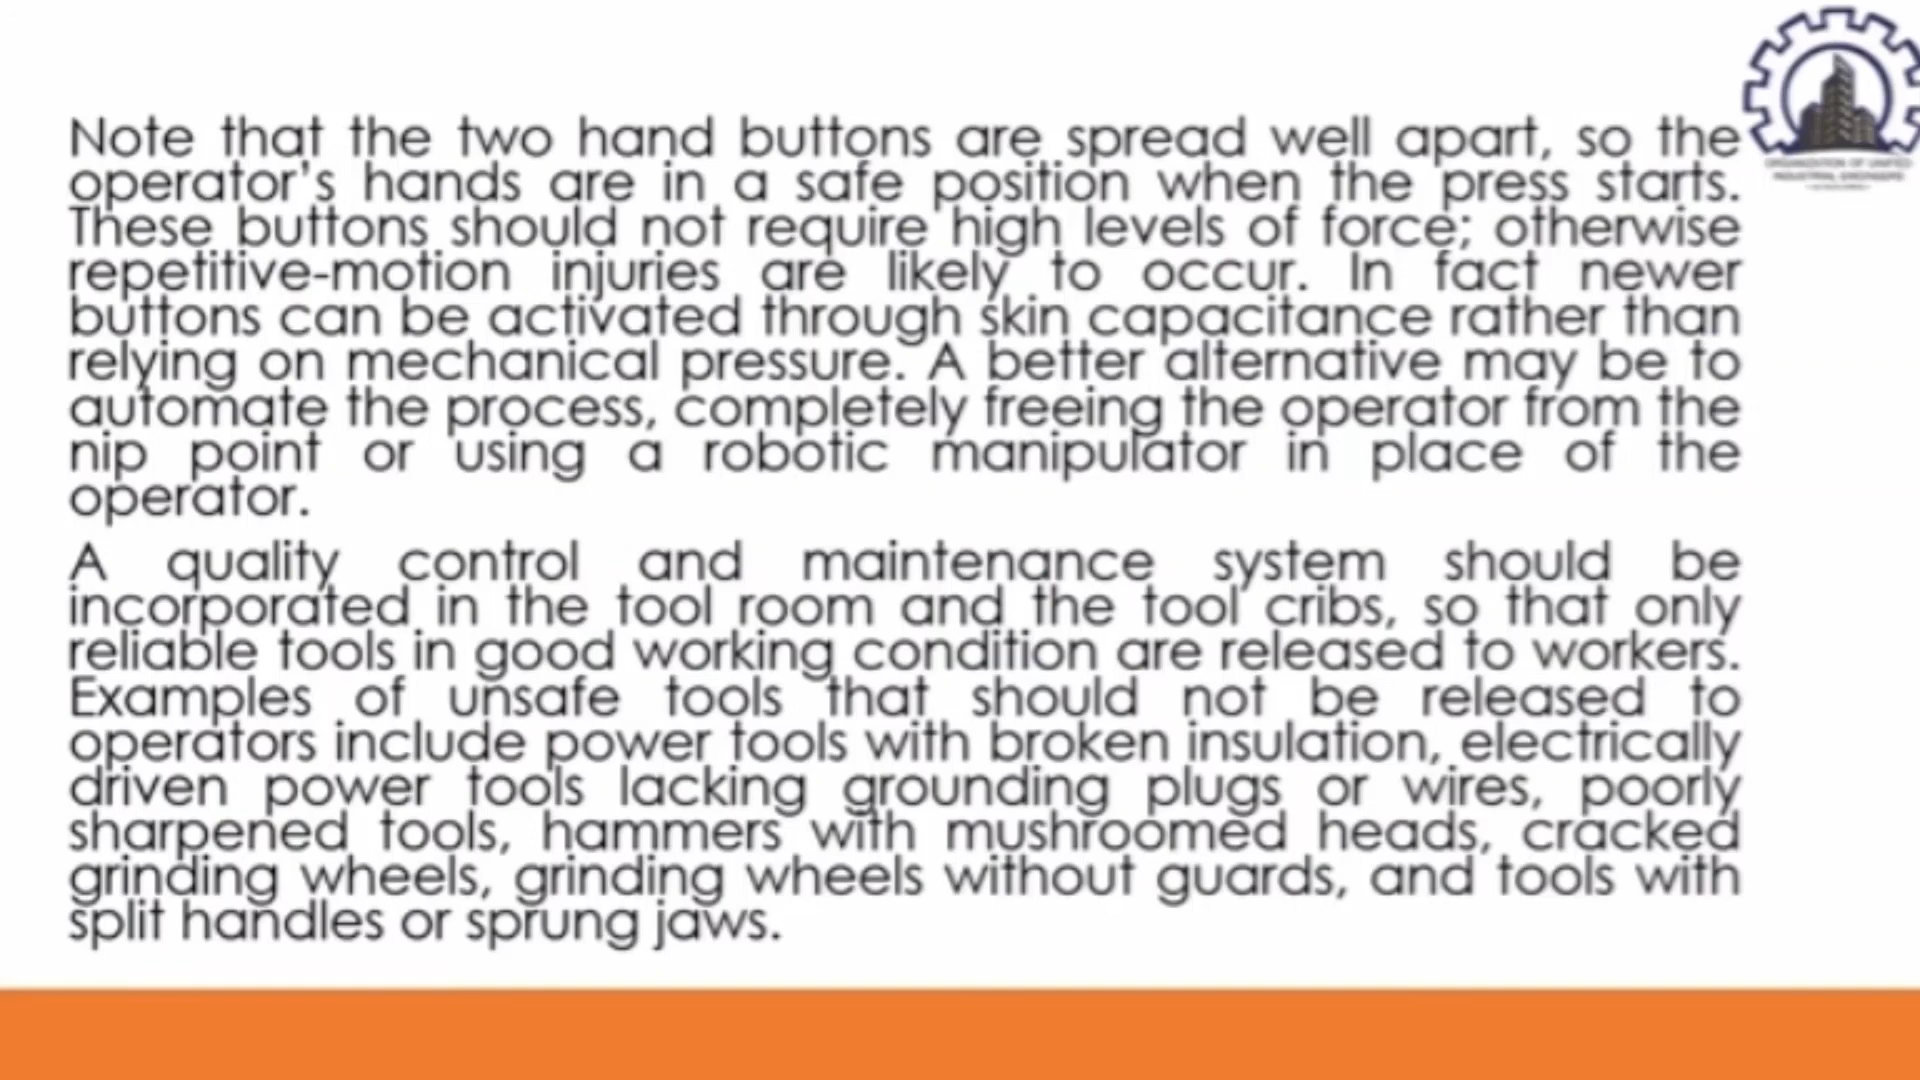 Note that the two hand buttons are spread well apart, so the
operator's hands are in a safe position when the press starts.
These buttons should not require high levels of force; otherwise
repetitive-motion injuries are likely to occur. In fact newer
buttons can be activated through skin capacitance rather than
relying on mechanical pressure. A better alternative may be to
automate the process, completely freeing the operator from the
nip point or using a robotic manipulator in place of the
operator.
A quality control and maintenance system should be
incorporated in the tool room and the tool cribs, so that only
reliable tools in good working condition are released to workers.
Examples of unsafe tools that should not be released to
operators include power tools with broken insulation, electrically
driven power tools lacking grounding plugs or wires, poorly
sharpened tools, hammers with mushroomed heads, cracked
grinding wheels, grinding wheels without guards, and tools with
split handles or sprung jaws.
ORGANIZATION OF UNITED
INDUSTRIAL ENGINEERS